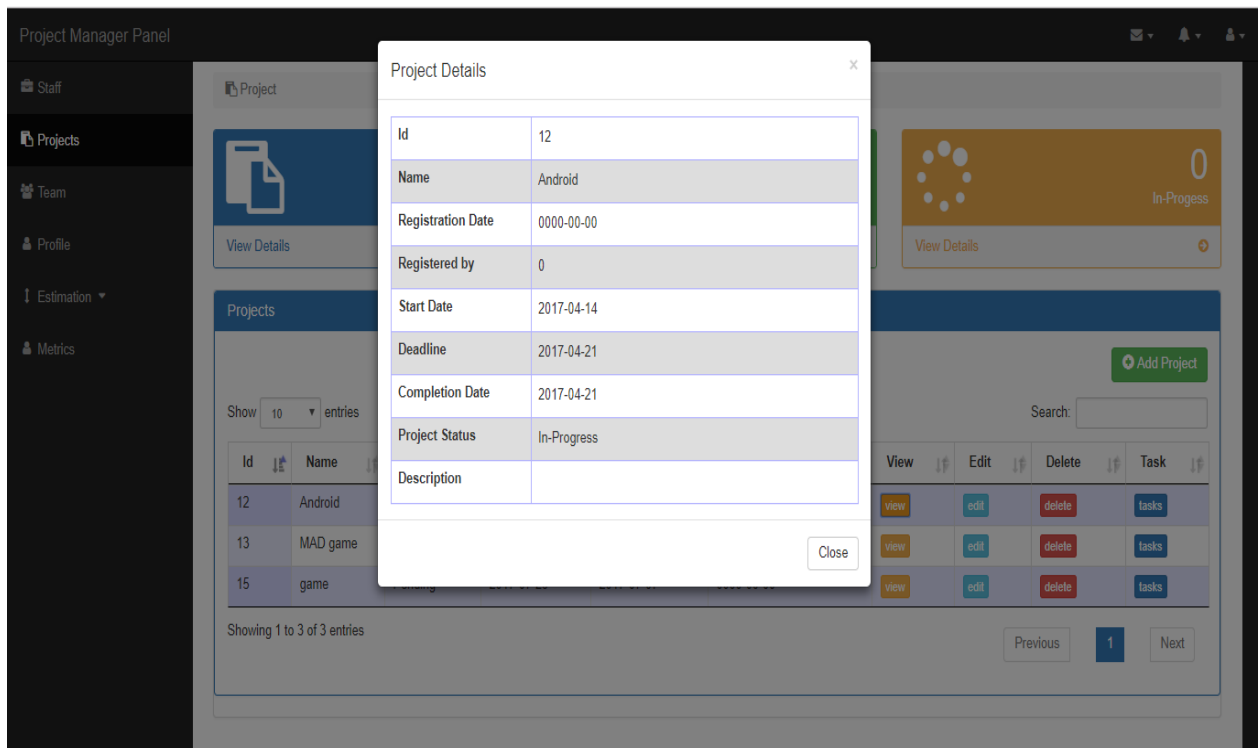 Project Manager Panel
Staff
Projects
Team
Profile
Estimation
Metrics
Project
View Details
0
In-Progess
View Details
Projects
Add Project
Show 10 entries
Search:
Id Name View Edit Delete Task
12 Android view edit delete tasks
13 MAD game view edit delete tasks
15 game view edit delete tasks
Showing 1 to 3 of 3 entries
Previous 1 Next
Project Details ×
Id 12
Name Android
Registration Date 0000-00-00
Registered by 0
Start Date 2017-04-14
Deadline 2017-04-21
Completion Date 2017-04-21
Project Status In-Progress
Description
Close